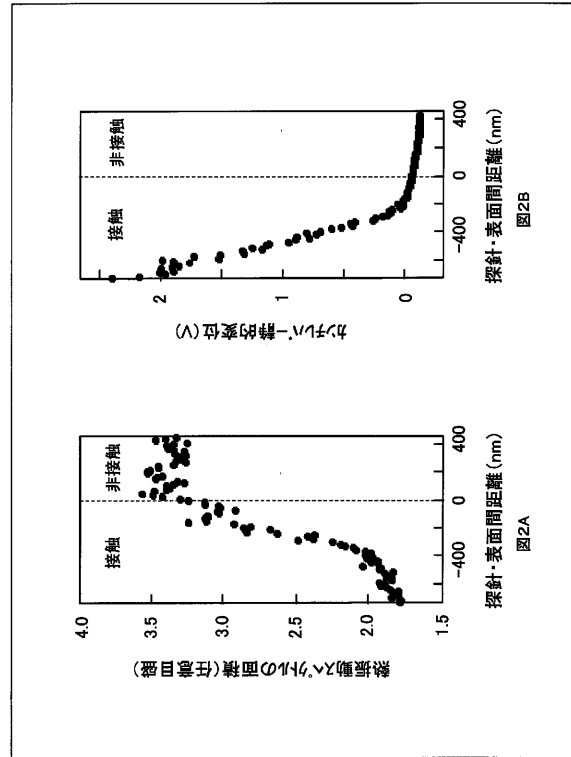 熱振動スペクトルの面積(任意目盛)
4.0
3.5
3.0
2.5
2.0
1.5
接触
非接触
-400
0
400
探針・表面間距離(nm)
図2A
カンチレバー静的変位(V)
2
1
0
接触
非接触
-400
0
400
探針・表面間距離(nm)
図2B